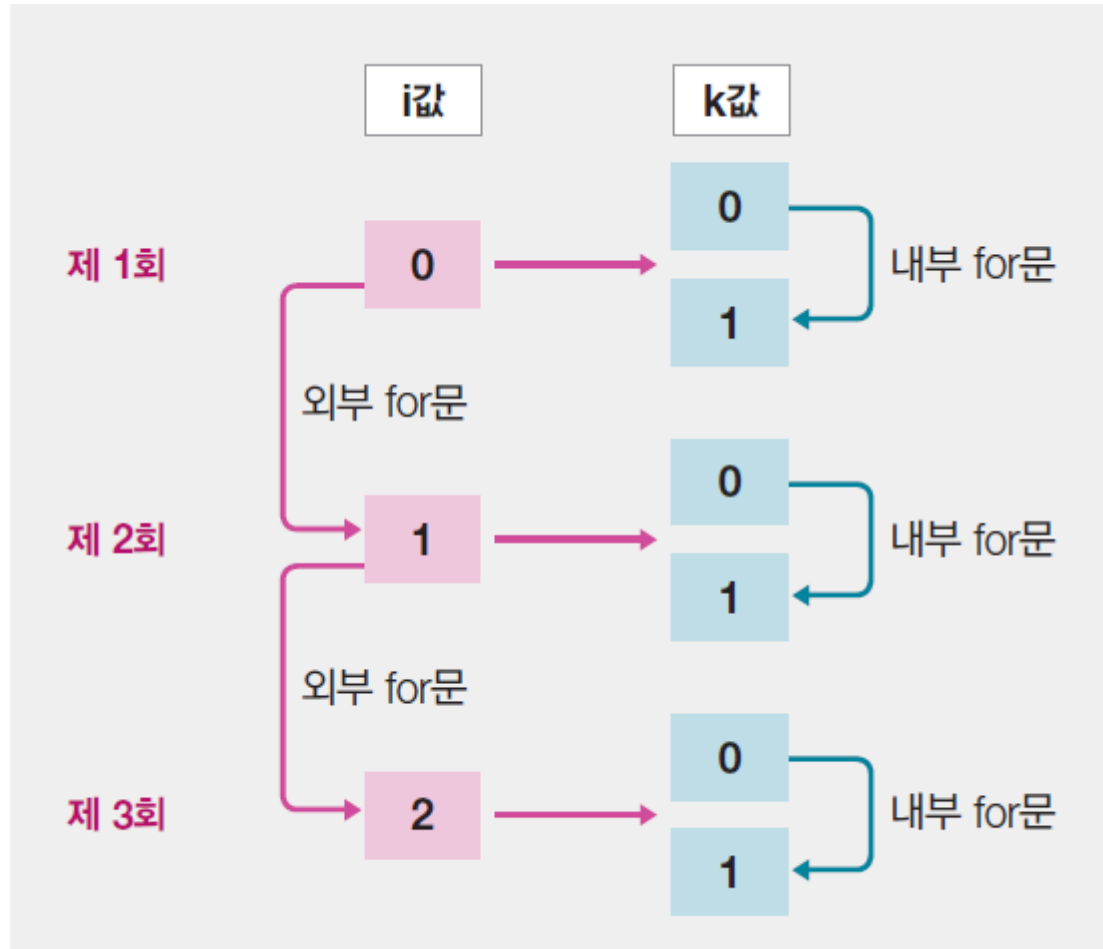 i값 k값
0
제 1회 0 내부 for문
1
외부 for문
0
제 2회 1 내부 for문
1
외부 for문
0
제 3회 2 내부 for문
1